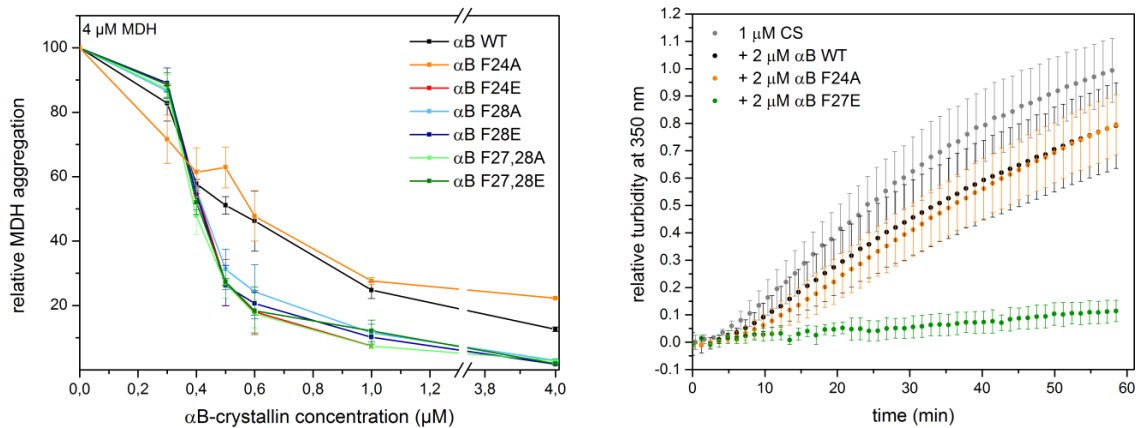 4 µM MDH
100
80
60
40
20
0,0
0,2
0,4
0,6
0,8
1,0
1,2
3,8
4,0
relative MDH aggregation
αB-crystallin concentration (µM)
αB WT
αB F24A
αB F24E
αB F28A
αB F28E
αB F27,28A
αB F27,28E
1.1
1.0
0.9
0.8
0.7
0.6
0.5
0.4
0.3
0.2
0.1
0.0
-0.1
0
10
20
30
40
50
60
relative turbidity at 350 nm
time (min)
1 µM CS
+ 2 µM αB WT
+ 2 µM αB F24A
+ 2 µM αB F27E